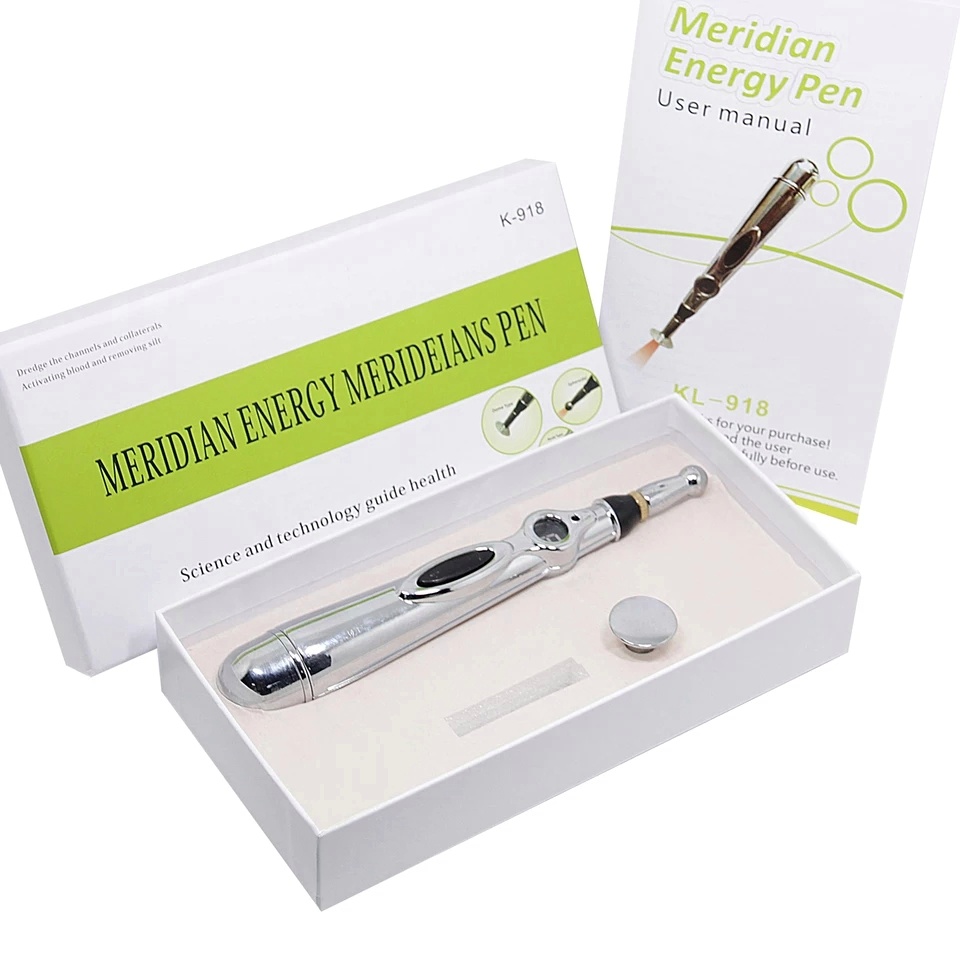 Meridian
Energy Pen
User manual
KL-918
for your purchase!
the user
before use.
K-918
Dredge the channels and collaterals
Activating blood and removing silt
MERIDIAN ENERGY MERIDEIANS PEN
Science and technology guide health